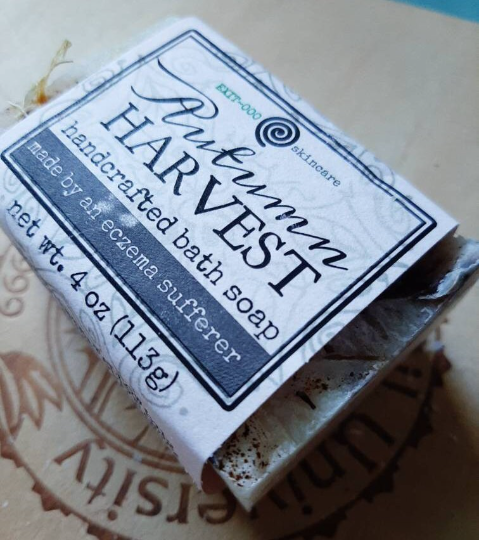 EXIT-000
skincare
Autumn
HARVEST
handcrafted bath soap
made by an eczema sufferer
net wt. 4 oz (113g)
University